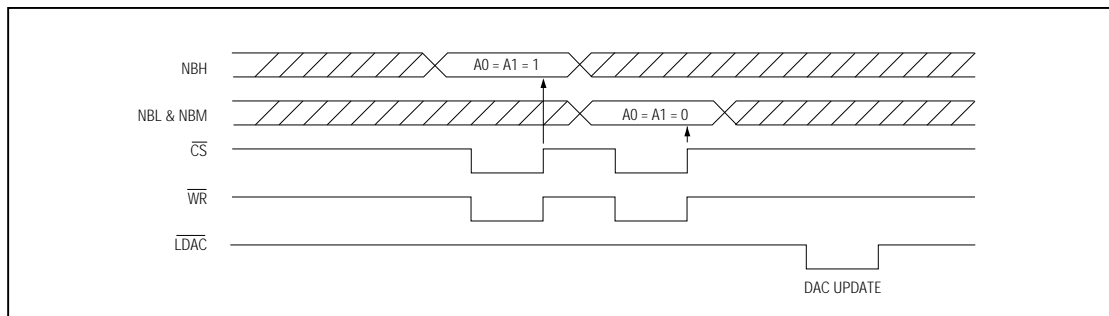 NBH
A0 = A1 = 1
NBL & NBM
A0 = A1 = 0
CS
WR
LDAC
DAC UPDATE